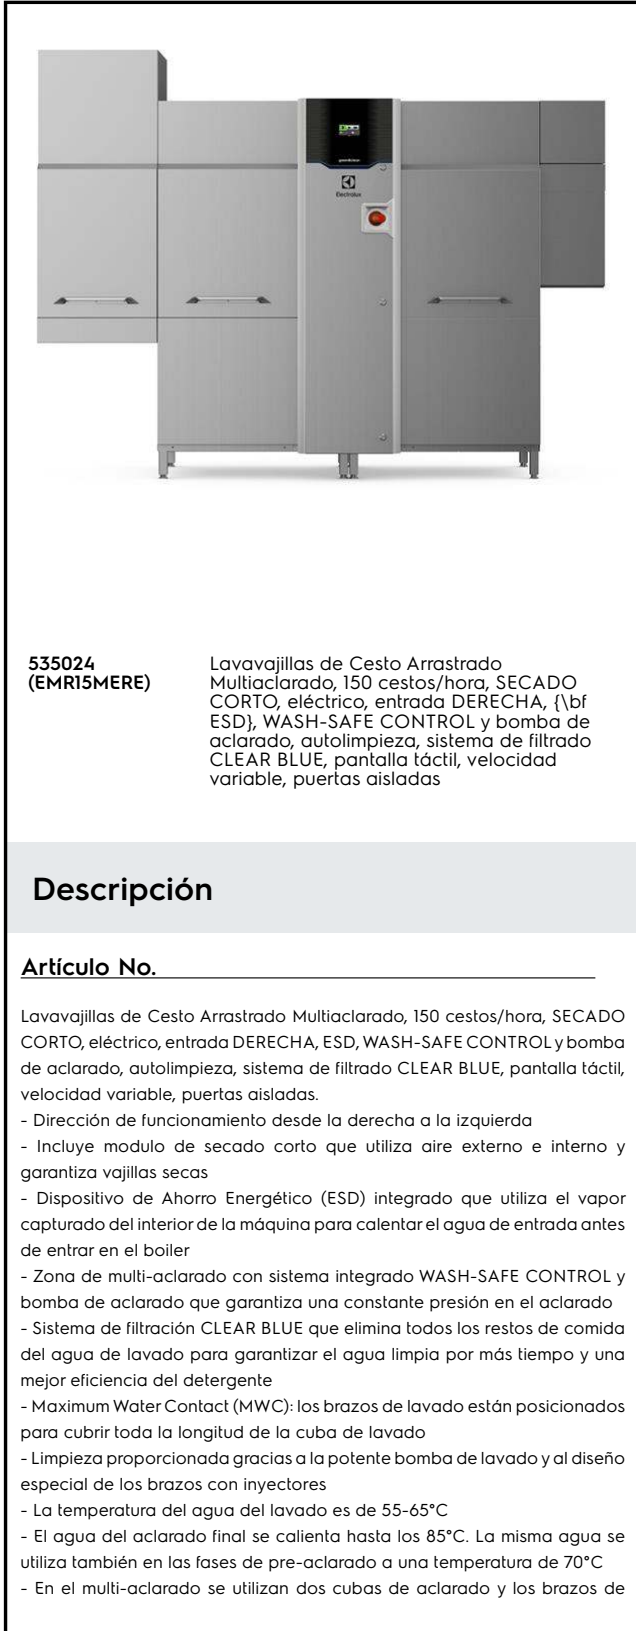 Electrolux
535024
(EMR15MERE)
Lavavajillas de Cesto Arrastrado
Multiaclarado, 150 cestos/hora, SECADO
CORTO, eléctrico, entrada DERECHA, {\bf
ESD}, WASH-SAFE CONTROL y bomba de
aclarado, autolimpieza, sistema de filtrado
CLEAR BLUE, pantalla táctil, velocidad
variable, puertas aisladas
Descripción
Artículo No.
Lavavajillas de Cesto Arrastrado Multiaclarado, 150 cestos/hora, SECADO
CORTO, eléctrico, entrada DERECHA, ESD, WASH-SAFE CONTROL y bomba
de aclarado, autolimpieza, sistema de filtrado CLEAR BLUE, pantalla táctil,
velocidad variable, puertas aisladas.
- Dirección de funcionamiento desde la derecha a la izquierda
- Incluye modulo de secado corto que utiliza aire externo e interno y
garantiza vajillas secas
- Dispositivo de Ahorro Energético (ESD) integrado que utiliza el vapor
capturado del interior de la máquina para calentar el agua de entrada antes
de entrar en el boiler
- Zona de multi-aclarado con sistema integrado WASH-SAFE CONTROL y
bomba de aclarado que garantiza una constante presión en el aclarado
- Sistema de filtración CLEAR BLUE que elimina todos los restos de comida
del agua de lavado para garantizar el agua limpia por más tiempo y una
mejor eficiencia del detergente
- Maximum Water Contact (MWC): los brazos de lavado están posicionados
para cubrir toda la longitud de la cuba de lavado
- Limpieza proporcionada gracias a la potente bomba de lavado y al diseño
especial de los brazos con inyectores
- La temperatura del agua del lavado es de 55-65°C
- El agua del aclarado final se calienta hasta los 85°C. La misma agua se
utiliza también en las fases de pre-aclarado a una temperatura de 70°C
- En el multi-aclarado se utilizan dos cubas de aclarado y los brazos de